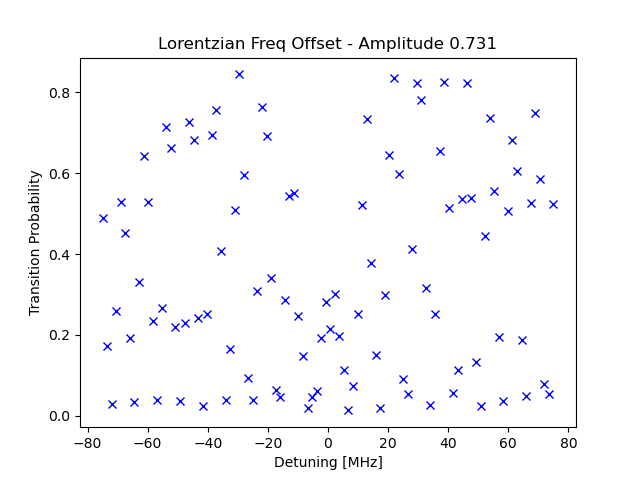 Lorentzian Freq Offset - Amplitude 0.731
0.8
0.6
0.4
0.2
0.0
Transition Probability
−80 −60 −40 −20 0 20 40 60 80
Detuning [MHz]